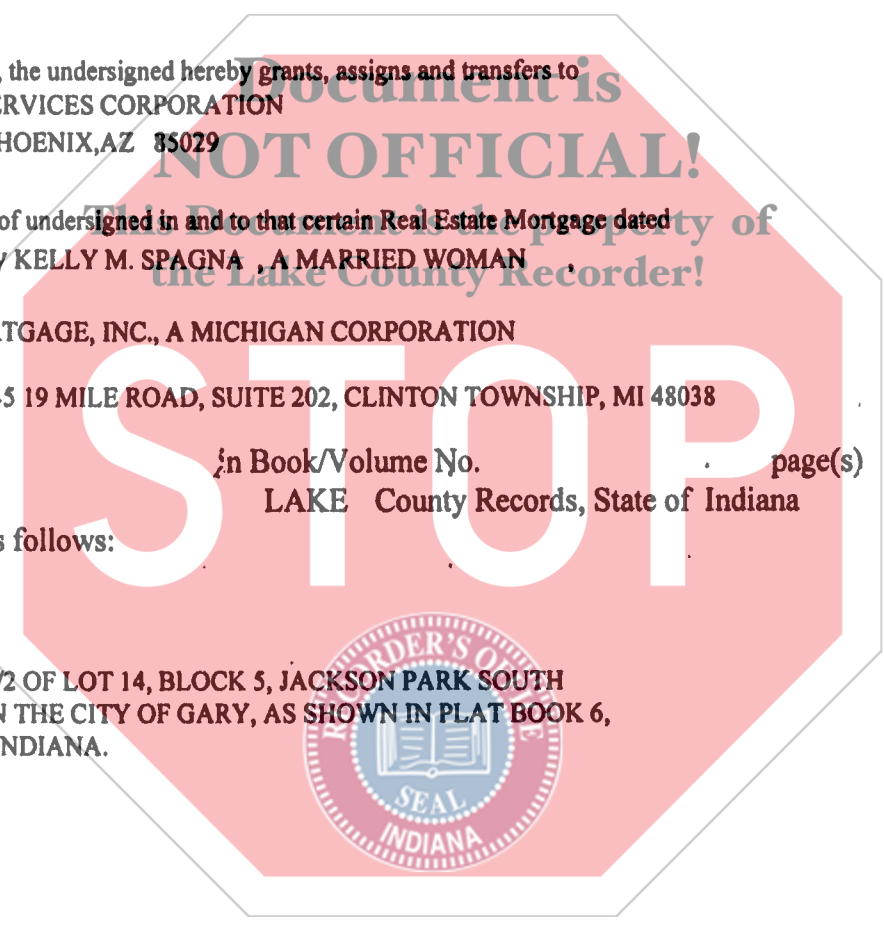 , the undersigned hereby grants, assigns and transfers to
Document is
ERVICES CORPORATION
HOENIX,AZ 85029
NOT OFFICIAL!
of undersigned in and to that certain Real Estate Mortgage dated
This Document is the property of
KELLY M. SPAGNA , A MARRIED WOMAN ,
the Lake County Recorder!
TGAGE, INC., A MICHIGAN CORPORATION
5 19 MILE ROAD, SUITE 202, CLINTON TOWNSHIP, MI 48038
STOP
in Book/Volume No. page(s)
LAKE County Records, State of Indiana
s follows:
RECORDER'S OFFICE
/2 OF LOT 14, BLOCK 5, JACKSON PARK SOUTH
N THE CITY OF GARY, AS SHOWN IN PLAT BOOK 6,
NDIANA.
SEAL
INDIANA